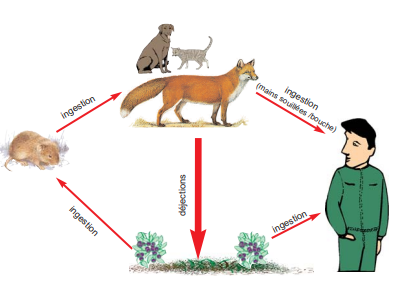 ingestion
ingestion
(mains souillées /bouche)
déjections
ingestion
ingestion